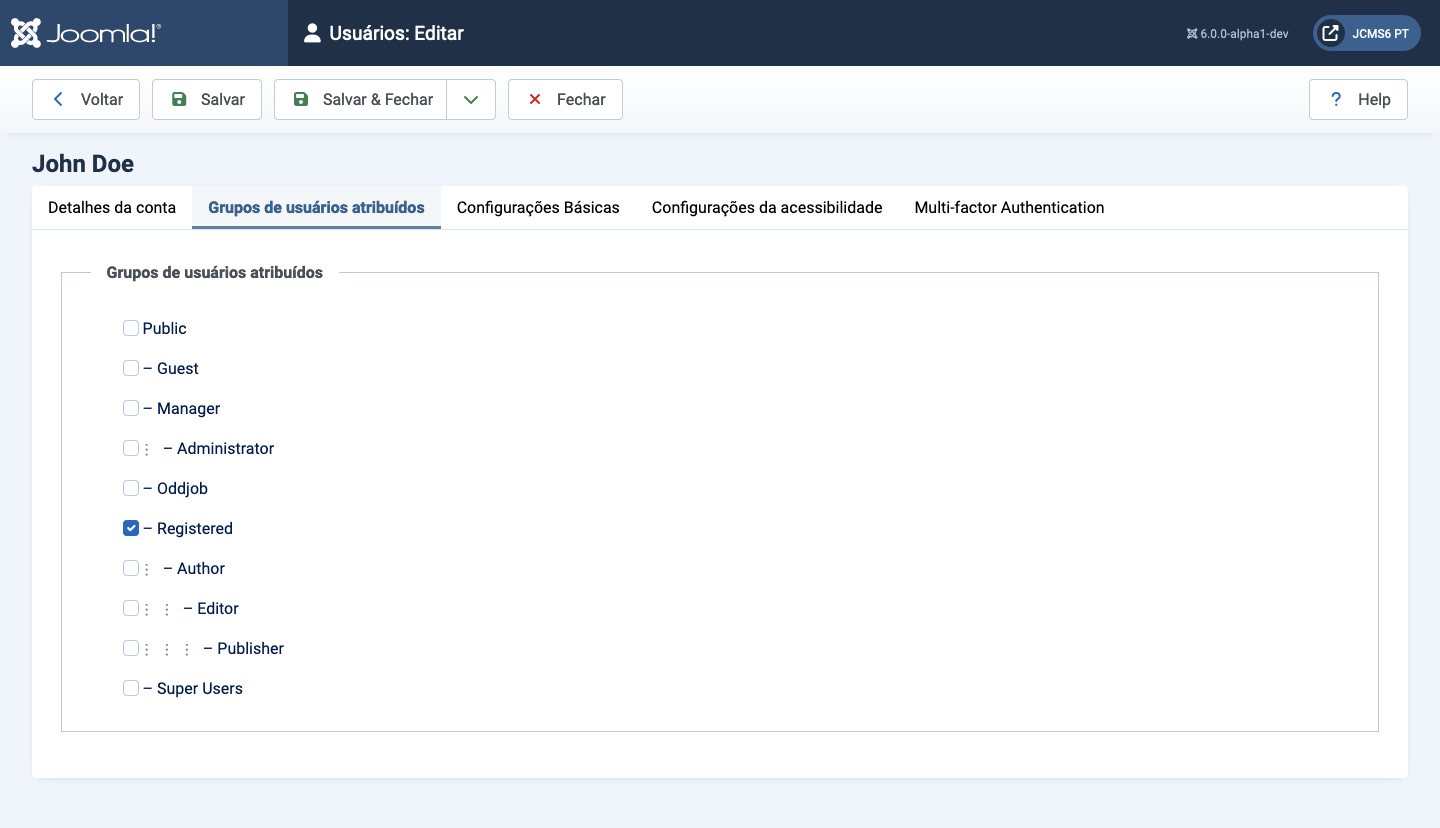 Joomla!® Usuários: Editar 6.0.0-alpha1-dev JCMS6 PT
Voltar Salvar Salvar & Fechar Fechar ? Help
John Doe
Detalhes da conta Grupos de usuários atribuídos Configurações Básicas Configurações da acessibilidade Multi-factor Authentication
Grupos de usuários atribuídos
Public
– Guest
– Manager
⋮ – Administrator
– Oddjob
– Registered
⋮ – Author
⋮ ⋮ – Editor
⋮ ⋮ ⋮ – Publisher
– Super Users